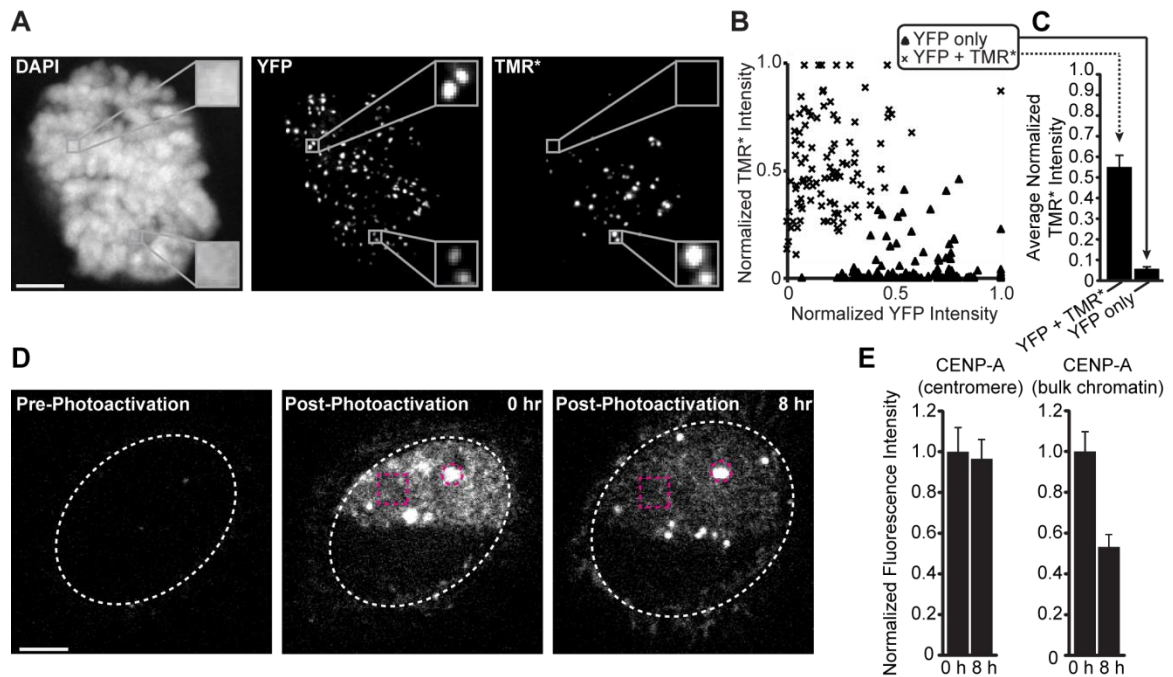 A
DAPI
YFP
TMR*
B
YFP only
YFP + TMR*
Normalized TMR* Intensity
1.0
0.5
0
0
0.5
1.0
Normalized YFP Intensity
C
Average Normalized
TMR* Intensity
1.0
0.9
0.8
0.7
0.6
0.5
0.4
0.3
0.2
0.1
0
YFP + TMR*
YFP only
D
Pre-Photoactivation
Post-Photoactivation 0 hr
Post-Photoactivation 8 hr
E
Normalized Fluorescence Intensity
CENP-A
(centromere)
1.2
1.0
0.8
0.6
0.4
0.2
0
0 h 8 h
CENP-A
(bulk chromatin)
1.2
1.0
0.8
0.6
0.4
0.2
0
0 h 8 h